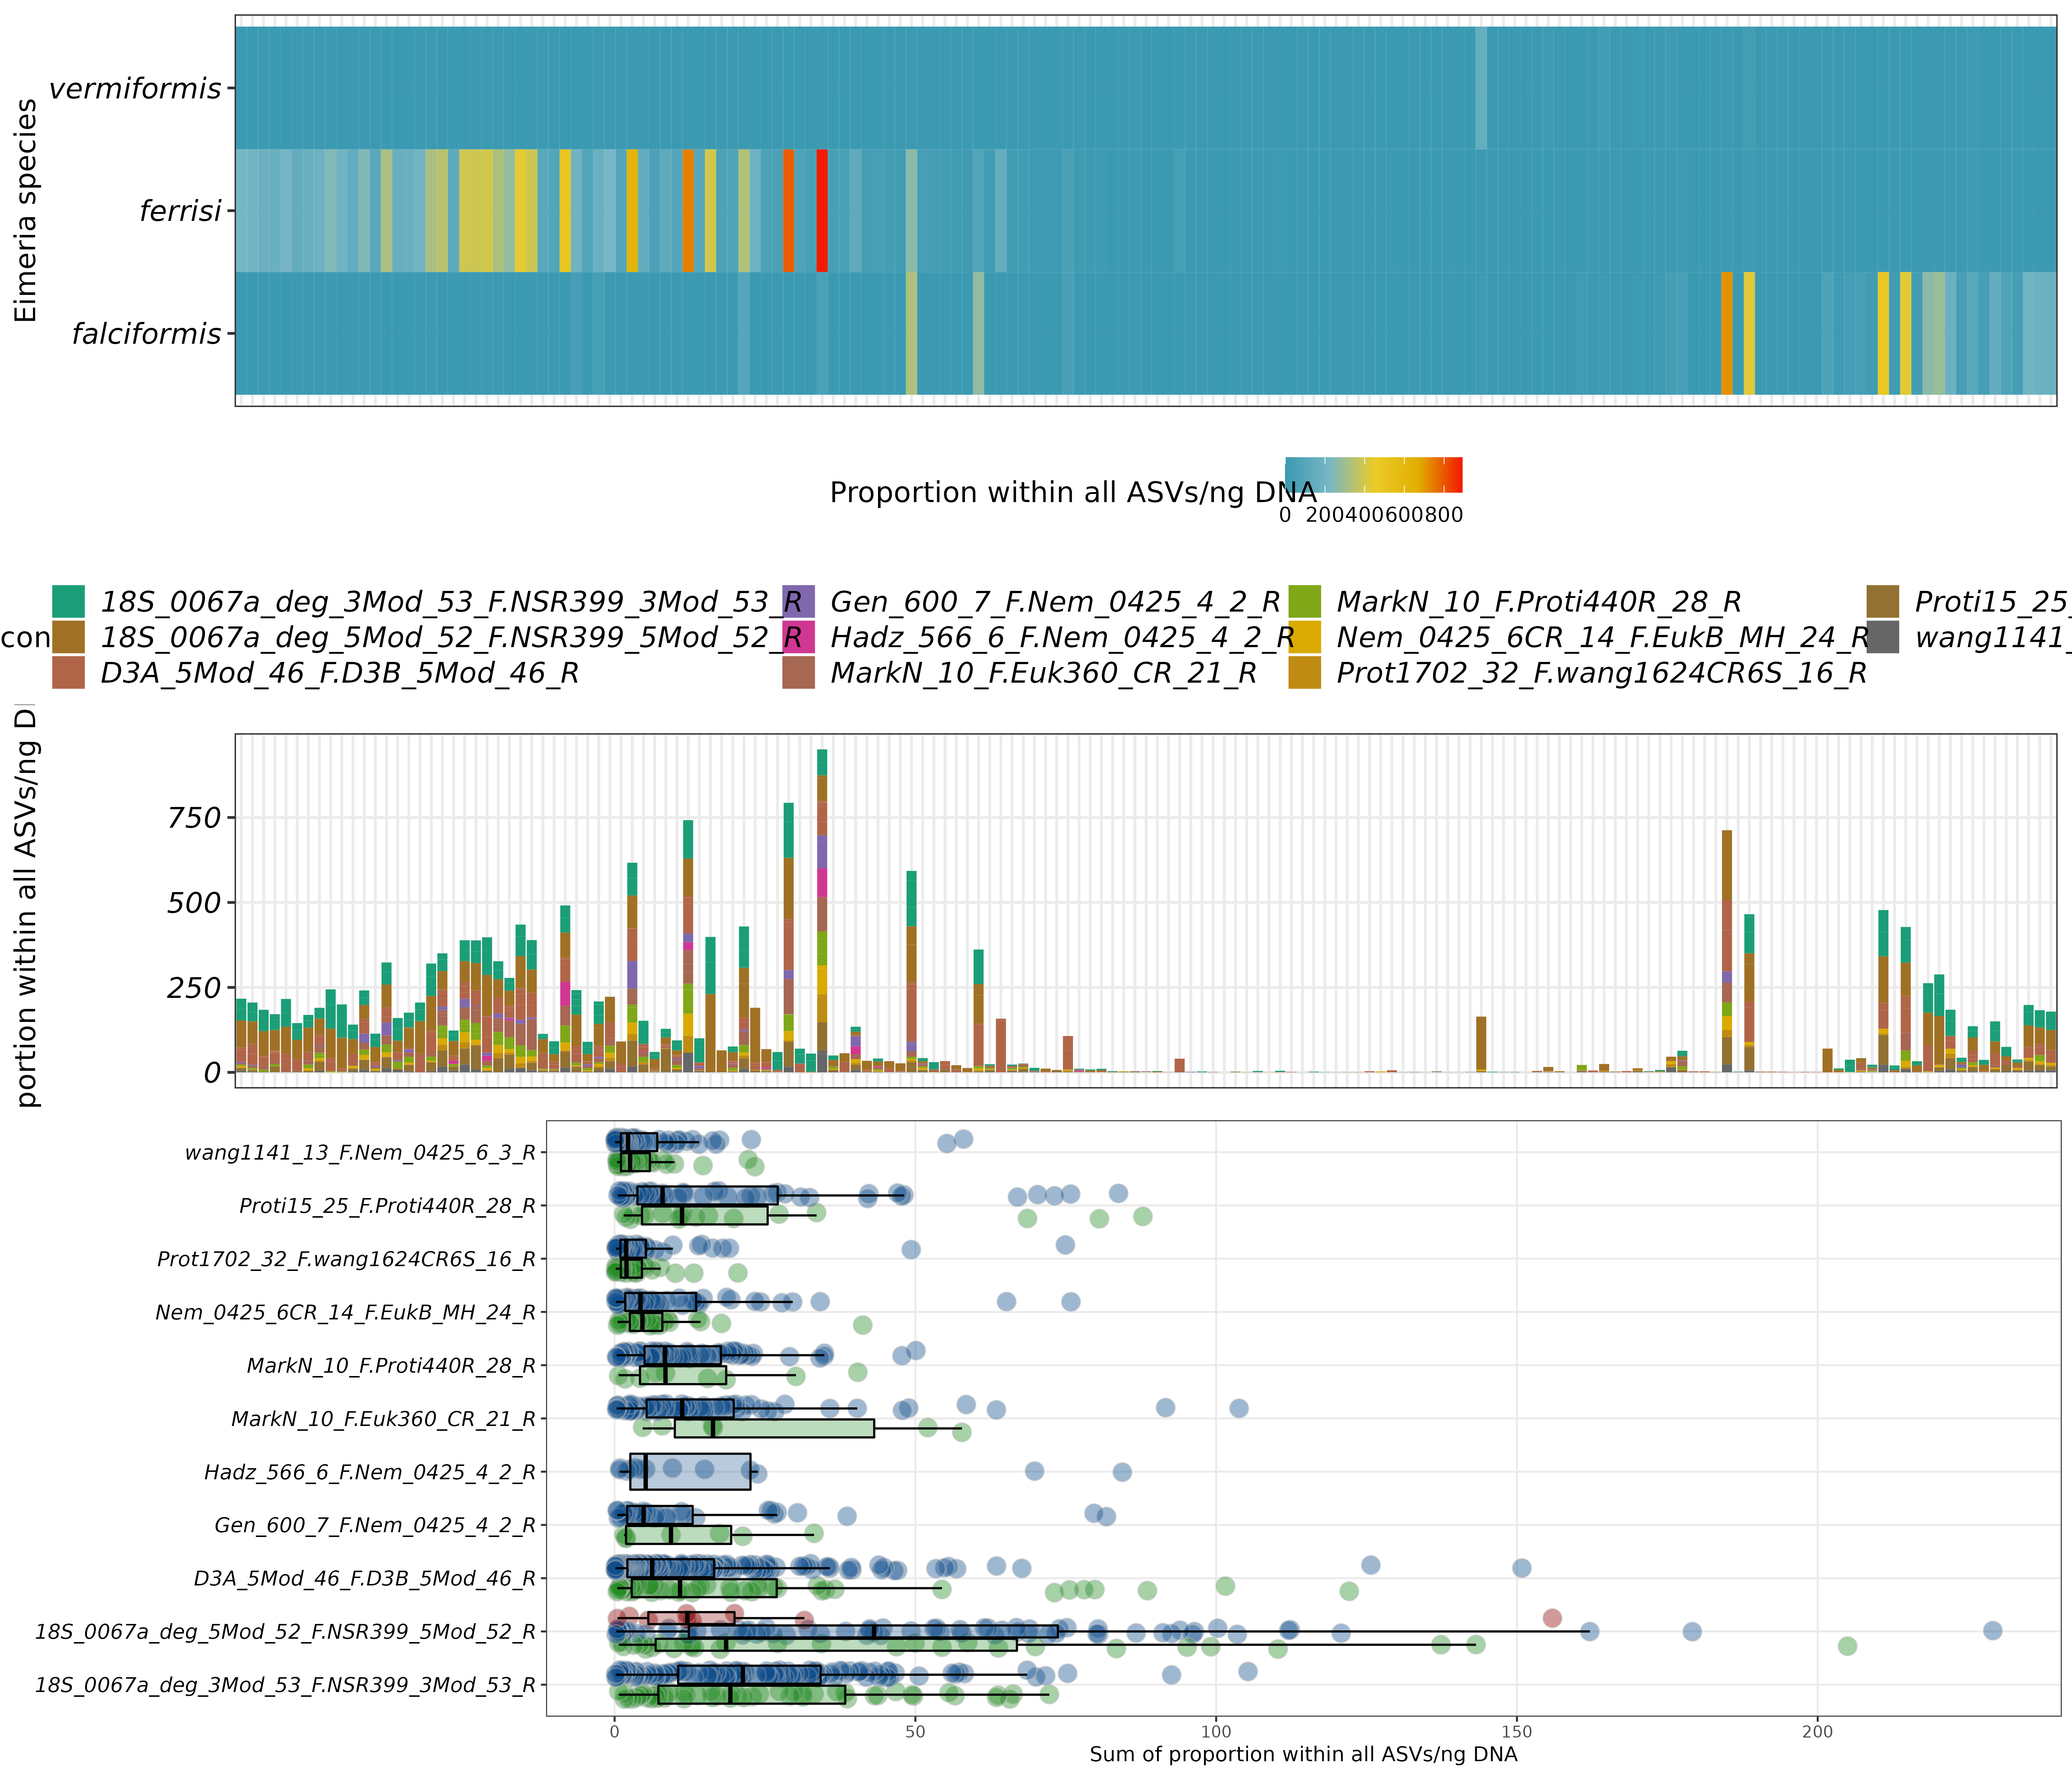 Eimeria species
vermiformis
ferrisi
falciformis
Proportion within all ASVs/ng DNA
0 200400600800
18S_0067a_deg_3Mod_53_F.NSR399_3Mod_53_R Gen_600_7_F.Nem_0425_4_2_R MarkN_10_F.Proti440R_28_R Proti15_25_
con 18S_0067a_deg_5Mod_52_F.NSR399_5Mod_52_R Hadz_566_6_F.Nem_0425_4_2_R Nem_0425_6CR_14_F.EukB_MH_24_R wang1141_
D3A_5Mod_46_F.D3B_5Mod_46_R MarkN_10_F.Euk360_CR_21_R Prot1702_32_F.wang1624CR6S_16_R
portion within all ASVs/ng D
750
500
250
0
wang1141_13_F.Nem_0425_6_3_R
Proti15_25_F.Proti440R_28_R
Prot1702_32_F.wang1624CR6S_16_R
Nem_0425_6CR_14_F.EukB_MH_24_R
MarkN_10_F.Proti440R_28_R
MarkN_10_F.Euk360_CR_21_R
Hadz_566_6_F.Nem_0425_4_2_R
Gen_600_7_F.Nem_0425_4_2_R
D3A_5Mod_46_F.D3B_5Mod_46_R
18S_0067a_deg_5Mod_52_F.NSR399_5Mod_52_R
18S_0067a_deg_3Mod_53_F.NSR399_3Mod_53_R
0 50 100 150 200
Sum of proportion within all ASVs/ng DNA